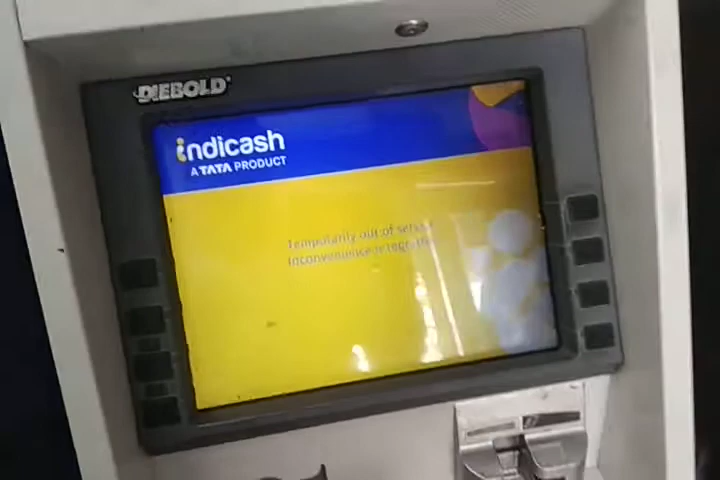 DIEBOLD
indicash
A TATA PRODUCT
Temporarily out of service
Inconvenience is regretted